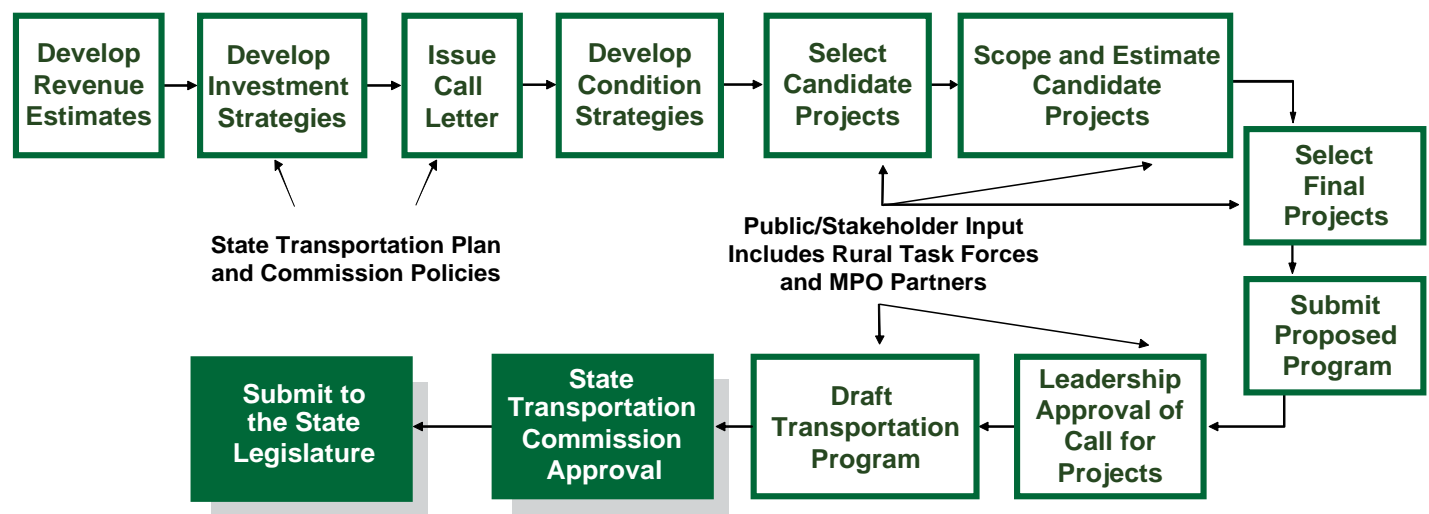 Develop
Revenue
Estimates
Develop
Investment
Strategies
Issue
Call
Letter
Develop
Condition
Strategies
Select
Candidate
Projects
Scope and Estimate
Candidate
Projects
Select
Final
Projects
State Transportation Plan
and Commission Policies
Public/Stakeholder Input
Includes Rural Task Forces
and MPO Partners
Submit
Proposed
Program
Leadership
Approval of
Call for
Projects
Draft
Transportation
Program
State
Transportation
Commission
Approval
Submit to
the State
Legislature